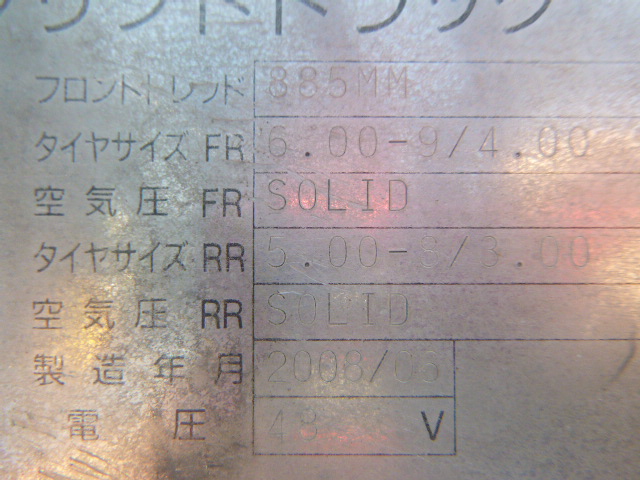 フロントトレッド 885MM
タイヤサイズ FR 6.00-9/4.00
空気圧 FR SOLID
タイヤサイズ RR 5.00-8/3.00
空気圧 RR SOLID
製造年月 2008/03
電圧 48 V